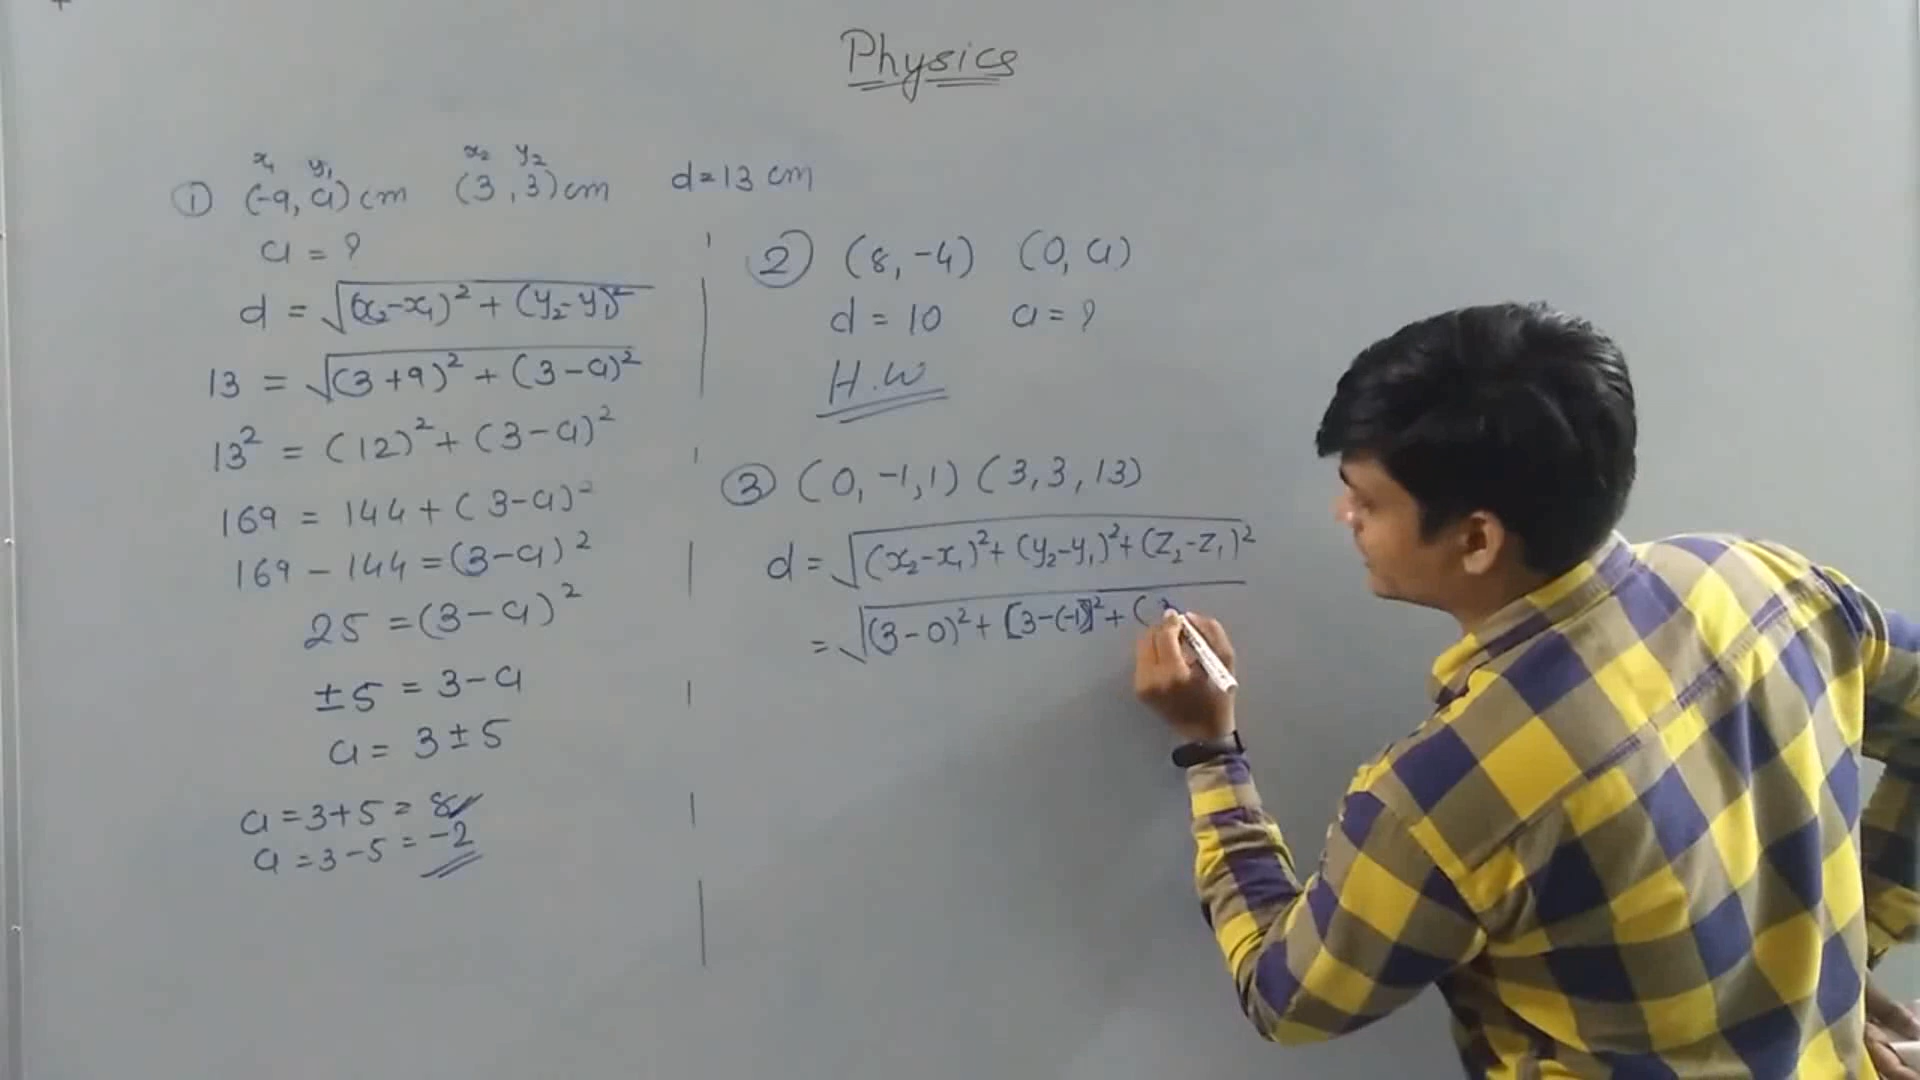 Physics
x₁ y₁ x₂ y₂
① (-9, a) cm (3, 3) cm d = 13 cm
a = ?
d = √(x₂-x₁)² + (y₂-y₁)²
13 = √(3+9)² + (3-a)²
13² = (12)² + (3-a)²
169 = 144 + (3-a)²
169 - 144 = (3-a)²
25 = (3-a)²
±5 = 3-a
a = 3±5
a = 3+5 = 8
a = 3-5 = -2
② (8, -4) (0, a)
d = 10 a = ?
H.W
③ (0, -1, 1) (3, 3, 13)
d = √(x₂-x₁)² + (y₂-y₁)² + (z₂-z₁)²
= √(3-0)² + [3-(-1)]² + (